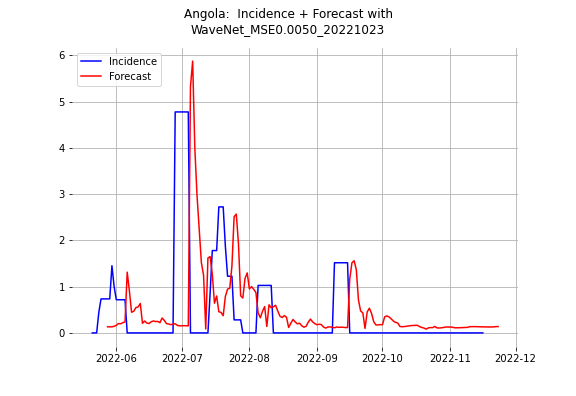 Angola:  Incidence + Forecast with
WaveNet_MSE0.0050_20221023
Incidence
Forecast
6
5
4
3
2
1
0
2022-06 2022-07 2022-08 2022-09 2022-10 2022-11 2022-12